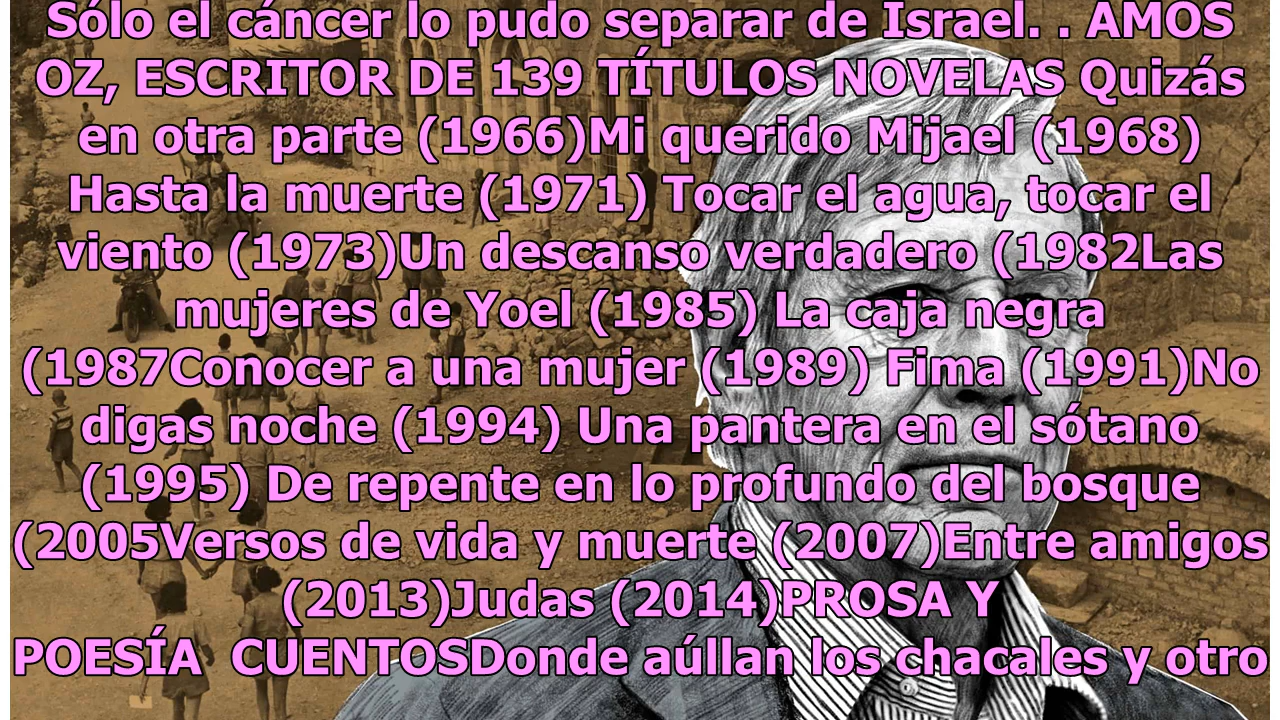 Sólo el cáncer lo pudo separar de Israel. . AMOS
OZ, ESCRITOR DE 139 TÍTULOS NOVELAS Quizás
en otra parte (1966)Mi querido Mijael (1968)
Hasta la muerte (1971) Tocar el agua, tocar el
viento (1973)Un descanso verdadero (1982Las
mujeres de Yoel (1985) La caja negra
(1987Conocer a una mujer (1989) Fima (1991)No
digas noche (1994) Una pantera en el sótano
(1995) De repente en lo profundo del bosque
(2005Versos de vida y muerte (2007)Entre amigos
(2013)Judas (2014)PROSA Y
POESÍA  CUENTOSDonde aúllan los chacales y otro